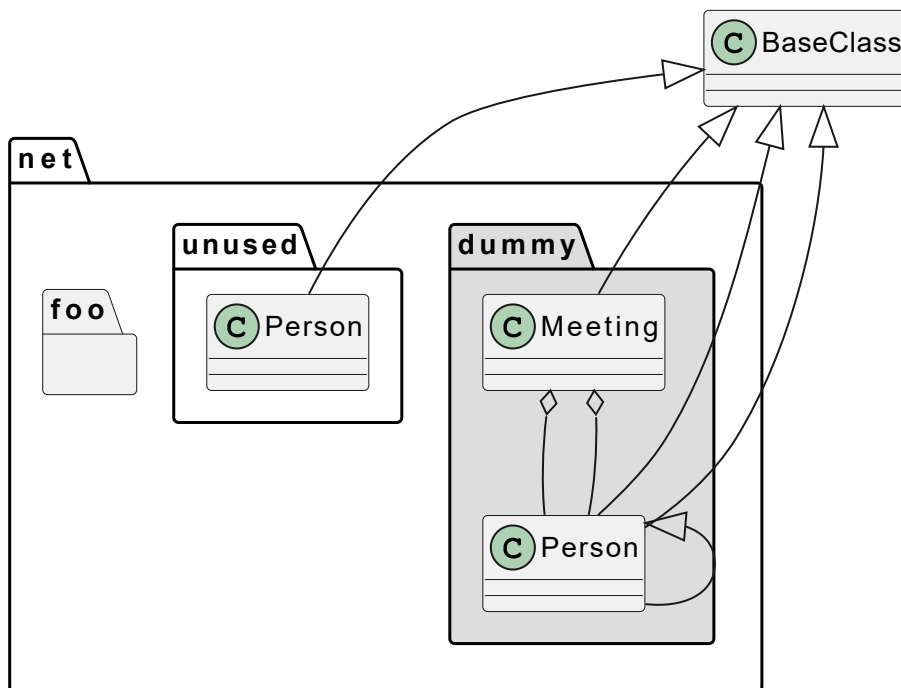 C BaseClass
net
unused
dummy
foo
C Person
C Meeting
C Person